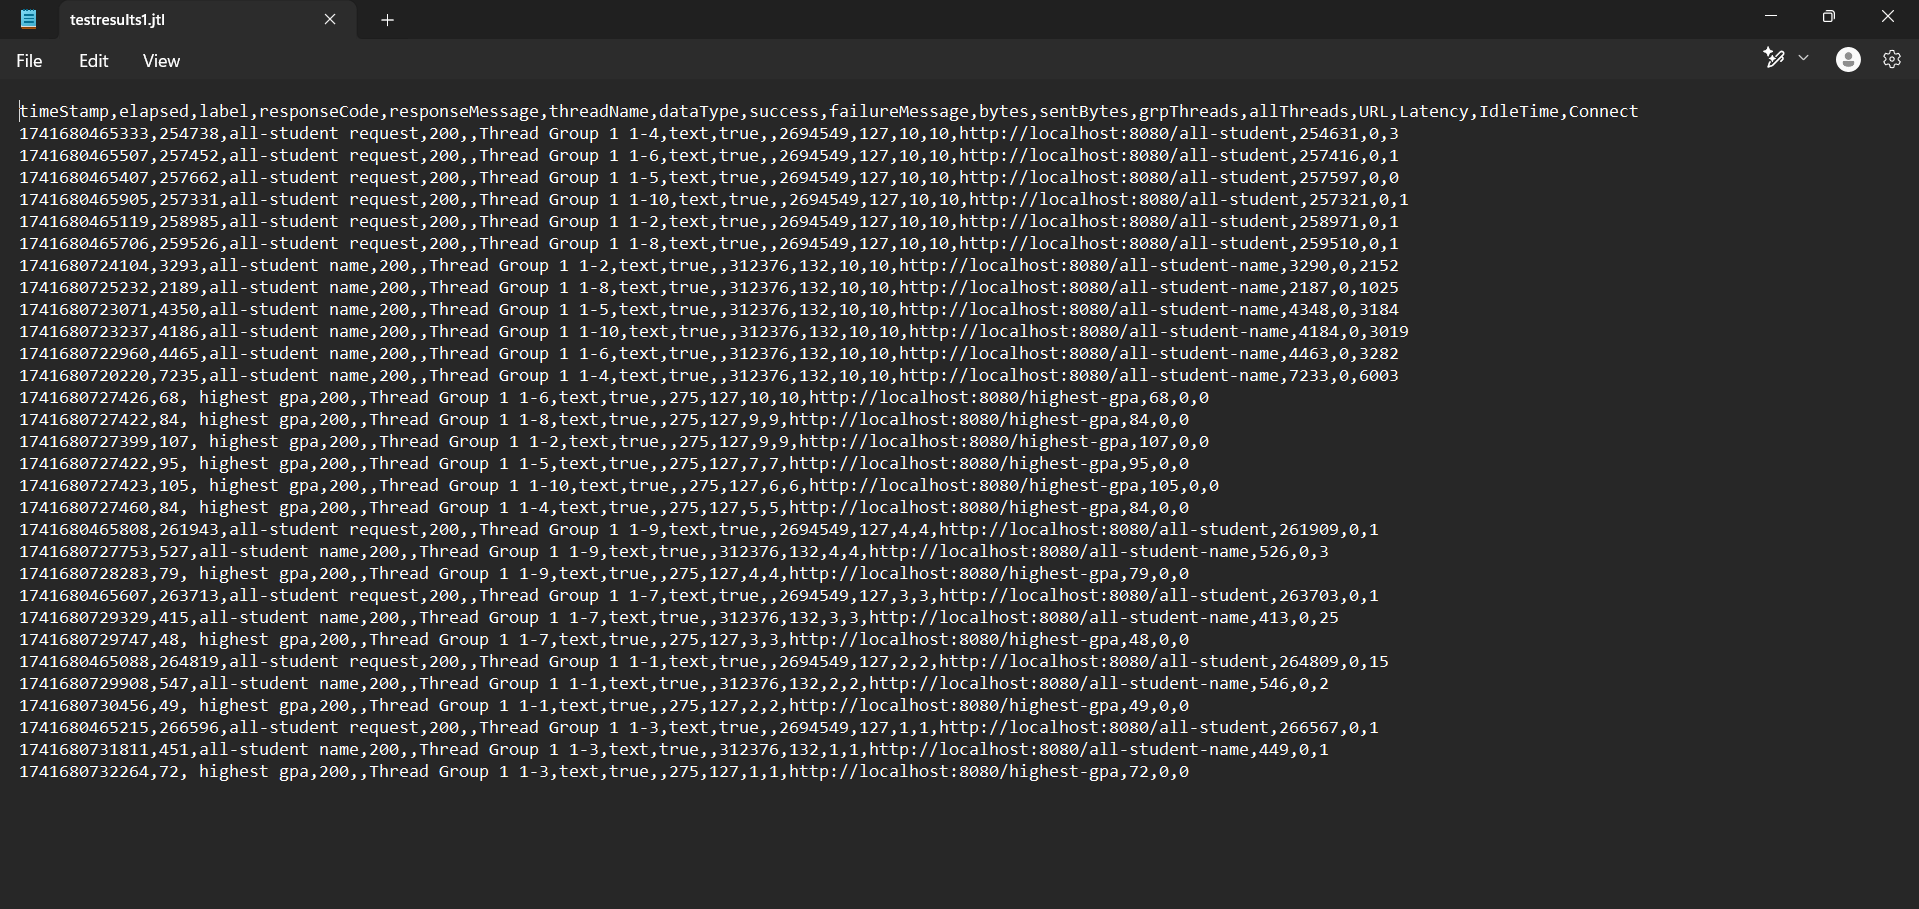 testresults1.jtl
File Edit View
timeStamp,elapsed,label,responseCode,responseMessage,threadName,dataType,success,failureMessage,bytes,sentBytes,grpThreads,allThreads,URL,Latency,IdleTime,Connect
1741680465333,254738,all-student request,200,,Thread Group 1 1-4,text,true,,2694549,127,10,10,http://localhost:8080/all-student,254631,0,3
1741680465507,257452,all-student request,200,,Thread Group 1 1-6,text,true,,2694549,127,10,10,http://localhost:8080/all-student,257416,0,1
1741680465407,257662,all-student request,200,,Thread Group 1 1-5,text,true,,2694549,127,10,10,http://localhost:8080/all-student,257597,0,0
1741680465905,257331,all-student request,200,,Thread Group 1 1-10,text,true,,2694549,127,10,10,http://localhost:8080/all-student,257321,0,1
1741680465119,258985,all-student request,200,,Thread Group 1 1-2,text,true,,2694549,127,10,10,http://localhost:8080/all-student,258971,0,1
1741680465706,259526,all-student request,200,,Thread Group 1 1-8,text,true,,2694549,127,10,10,http://localhost:8080/all-student,259510,0,1
1741680724104,3293,all-student name,200,,Thread Group 1 1-2,text,true,,312376,132,10,10,http://localhost:8080/all-student-name,3290,0,2152
1741680725232,2189,all-student name,200,,Thread Group 1 1-8,text,true,,312376,132,10,10,http://localhost:8080/all-student-name,2187,0,1025
1741680723071,4350,all-student name,200,,Thread Group 1 1-5,text,true,,312376,132,10,10,http://localhost:8080/all-student-name,4348,0,3184
1741680723237,4186,all-student name,200,,Thread Group 1 1-10,text,true,,312376,132,10,10,http://localhost:8080/all-student-name,4184,0,3019
1741680722960,4465,all-student name,200,,Thread Group 1 1-6,text,true,,312376,132,10,10,http://localhost:8080/all-student-name,4463,0,3282
1741680720220,7235,all-student name,200,,Thread Group 1 1-4,text,true,,312376,132,10,10,http://localhost:8080/all-student-name,7233,0,6003
1741680727426,68, highest gpa,200,,Thread Group 1 1-6,text,true,,275,127,10,10,http://localhost:8080/highest-gpa,68,0,0
1741680727422,84, highest gpa,200,,Thread Group 1 1-8,text,true,,275,127,9,9,http://localhost:8080/highest-gpa,84,0,0
1741680727399,107, highest gpa,200,,Thread Group 1 1-2,text,true,,275,127,9,9,http://localhost:8080/highest-gpa,107,0,0
1741680727422,95, highest gpa,200,,Thread Group 1 1-5,text,true,,275,127,7,7,http://localhost:8080/highest-gpa,95,0,0
1741680727423,105, highest gpa,200,,Thread Group 1 1-10,text,true,,275,127,6,6,http://localhost:8080/highest-gpa,105,0,0
1741680727460,84, highest gpa,200,,Thread Group 1 1-4,text,true,,275,127,5,5,http://localhost:8080/highest-gpa,84,0,0
1741680465808,261943,all-student request,200,,Thread Group 1 1-9,text,true,,2694549,127,4,4,http://localhost:8080/all-student,261909,0,1
1741680727753,527,all-student name,200,,Thread Group 1 1-9,text,true,,312376,132,4,4,http://localhost:8080/all-student-name,526,0,3
1741680728283,79, highest gpa,200,,Thread Group 1 1-9,text,true,,275,127,4,4,http://localhost:8080/highest-gpa,79,0,0
1741680465607,263713,all-student request,200,,Thread Group 1 1-7,text,true,,2694549,127,3,3,http://localhost:8080/all-student,263703,0,1
1741680729329,415,all-student name,200,,Thread Group 1 1-7,text,true,,312376,132,3,3,http://localhost:8080/all-student-name,413,0,25
1741680729747,48, highest gpa,200,,Thread Group 1 1-7,text,true,,275,127,3,3,http://localhost:8080/highest-gpa,48,0,0
1741680465088,264819,all-student request,200,,Thread Group 1 1-1,text,true,,2694549,127,2,2,http://localhost:8080/all-student,264809,0,15
1741680729908,547,all-student name,200,,Thread Group 1 1-1,text,true,,312376,132,2,2,http://localhost:8080/all-student-name,546,0,2
1741680730456,49, highest gpa,200,,Thread Group 1 1-1,text,true,,275,127,2,2,http://localhost:8080/highest-gpa,49,0,0
1741680465215,266596,all-student request,200,,Thread Group 1 1-3,text,true,,2694549,127,1,1,http://localhost:8080/all-student,266567,0,1
1741680731811,451,all-student name,200,,Thread Group 1 1-3,text,true,,312376,132,1,1,http://localhost:8080/all-student-name,449,0,1
1741680732264,72, highest gpa,200,,Thread Group 1 1-3,text,true,,275,127,1,1,http://localhost:8080/highest-gpa,72,0,0